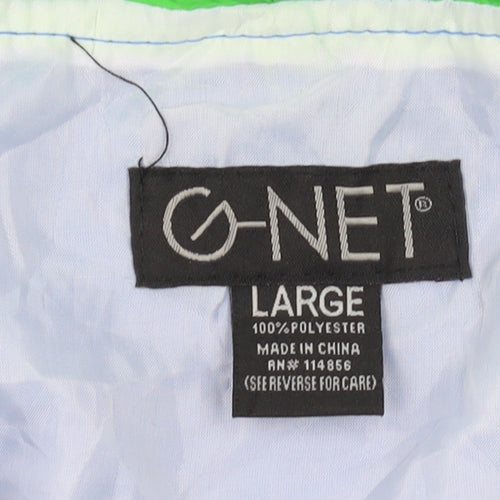 G-NET®
LARGE
100% POLYESTER
MADE IN CHINA
RN# 114856
(SEE REVERSE FOR CARE)